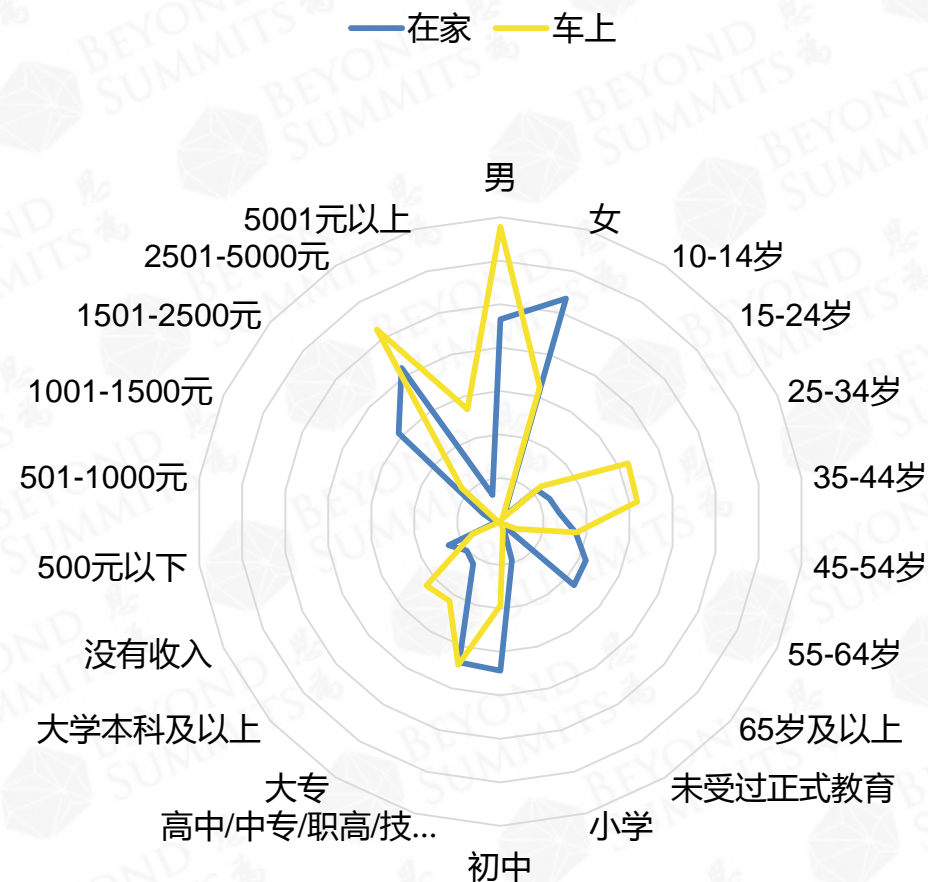 在家 车上
男
女
10-14岁
15-24岁
25-34岁
35-44岁
45-54岁
55-64岁
65岁及以上
未受过正式教育
小学
初中
高中/中专/职高/技...
大专
大学本科及以上
没有收入
500元以下
501-1000元
1001-1500元
1501-2500元
2501-5000元
5001元以上
BEYOND
SUMMITS